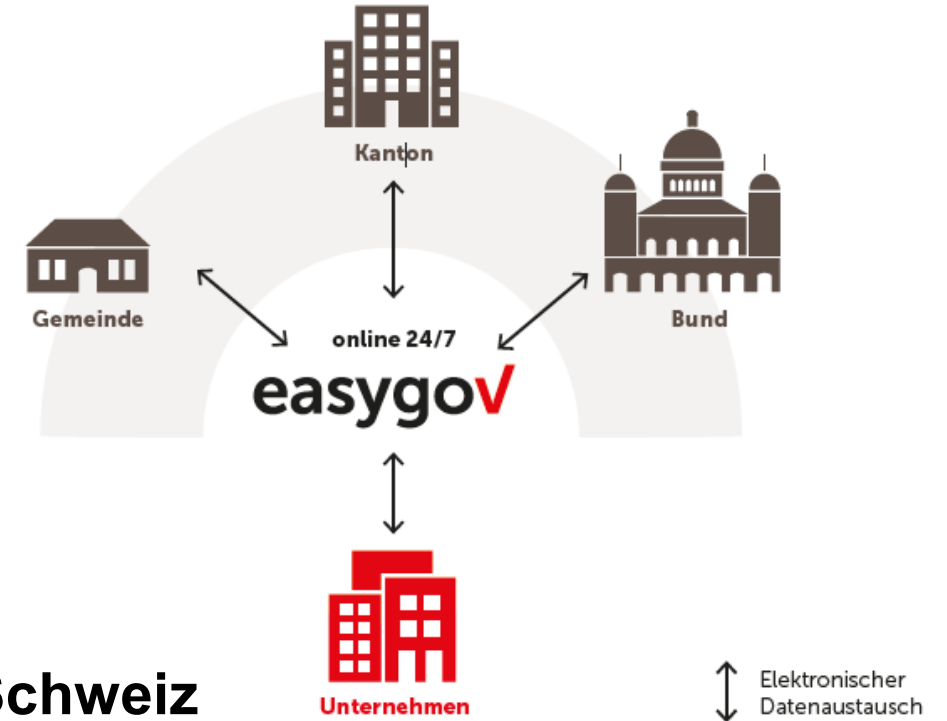 Kanton
Gemeinde
Bund
online 24/7
easygov
Unternehmen
Schweiz
Elektronischer
Datenaustausch